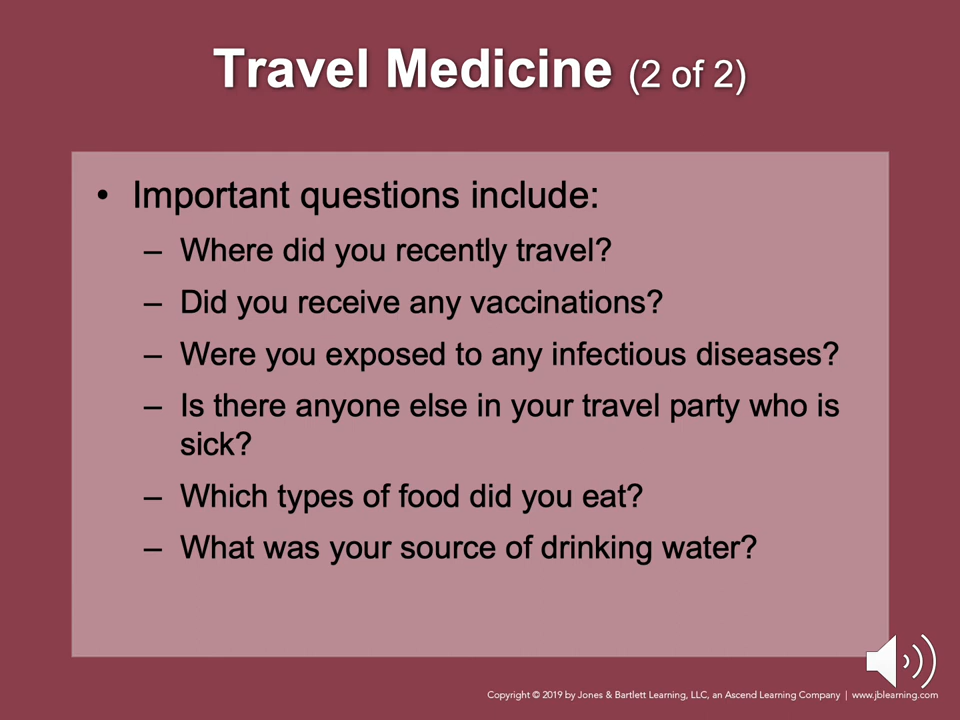 Travel Medicine (2 of 2)
• Important questions include:
– Where did you recently travel?
– Did you receive any vaccinations?
– Were you exposed to any infectious diseases?
– Is there anyone else in your travel party who is
sick?
– Which types of food did you eat?
– What was your source of drinking water?
Copyright © 2019 by Jones & Bartlett Learning, LLC, an Ascend Learning Company | www.jblearning.com